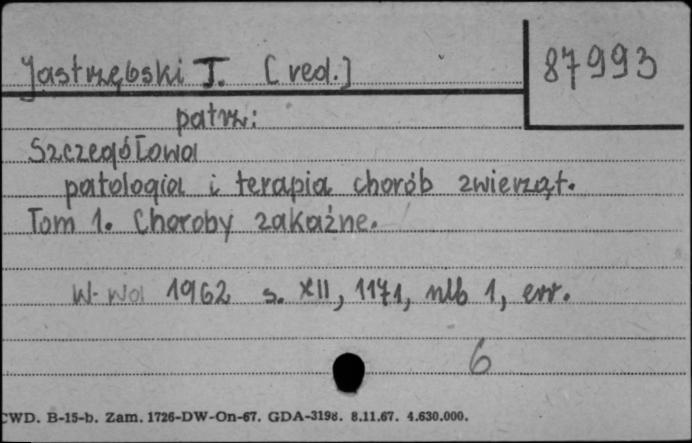 Jastrzębski T. [red.]
87993
patrz:
Szczegółowa
patologia i terapia chorób zwierząt.
Tom 1. Choroby zakaźne.
W-wa 1962 s. XII, 1171, nlb 1, err.
6
CWD. B-15-b. Zam. 1726-DW-On-67. GDA-3198. 8.11.67. 4.630.000.